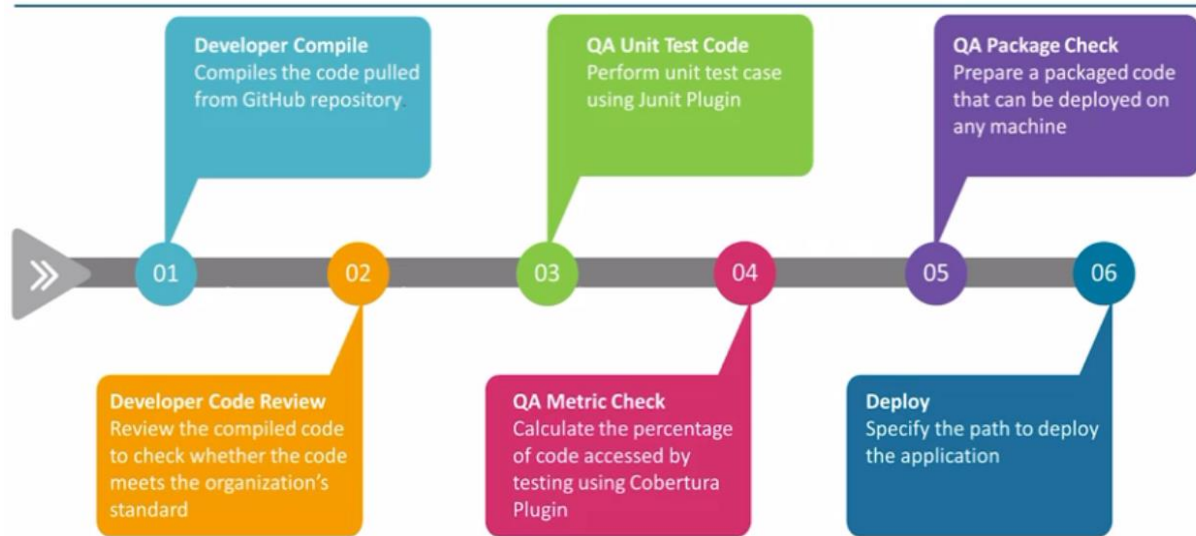 Developer Compile
Compiles the code pulled
from GitHub repository.
QA Unit Test Code
Perform unit test case
using Junit Plugin
QA Package Check
Prepare a packaged code
that can be deployed on
any machine
01
02
03
04
05
06
Developer Code Review
Review the compiled code
to check whether the code
meets the organization's
standard
QA Metric Check
Calculate the percentage
of code accessed by
testing using Cobertura
Plugin
Deploy
Specify the path to deploy
the application